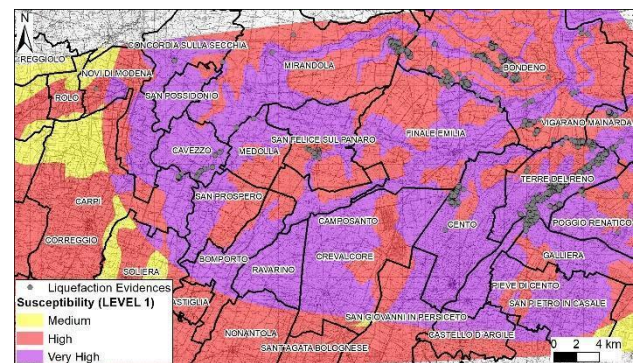 N
CONCORDIA SULLA SECCHIA
REGGIOLO
NOVI DI MODENA
MIRANDOLA
BONDENO
ROLO
SAN POSSIDONIO
VIGARANO MAINARDA
FINALE EMILIA
SAN FELICE SUL PANARO
CAVEZZO
MEDOLLA
TERRE DEL RENO
SAN PROSPERO
CARPI
CAMPOSANTO
CENTO
POGGIO RENATICO
CORREGGIO
CREVALCORE
GALLIERA
BOMPORTO
RAVARINO
SOLIERA
PIEVE DI CENTO
SAN PIETRO IN CASALE
Liquefaction Evidences
Susceptibility (LEVEL 1)
Medium
High
Very High
ASTIGLIA
SAN GIOVANNI IN PERSICETO
NONANTOLA
CASTELLO D'ARGILE
SANT'AGATA BOLOGNESE
0 2 4 km